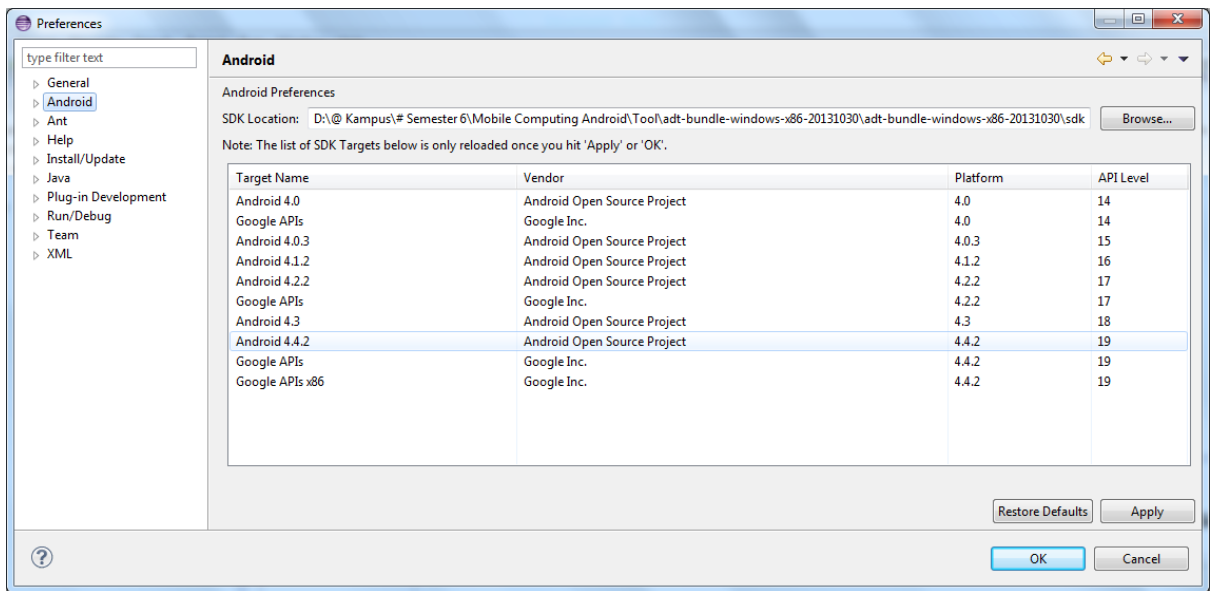 Preferences
type filter text
General
Android
Ant
Help
Install/Update
Java
Plug-in Development
Run/Debug
Team
XML
Android
Android Preferences
SDK Location: D:\@ Kampus\# Semester 6\Mobile Computing Android\Tool\adt-bundle-windows-x86-20131030\adt-bundle-windows-x86-20131030\sdk Browse...
Note: The list of SDK Targets below is only reloaded once you hit 'Apply' or 'OK'.
Target Name Vendor Platform API Level
Android 4.0 Android Open Source Project 4.0 14
Google APIs Google Inc. 4.0 14
Android 4.0.3 Android Open Source Project 4.0.3 15
Android 4.1.2 Android Open Source Project 4.1.2 16
Android 4.2.2 Android Open Source Project 4.2.2 17
Google APIs Google Inc. 4.2.2 17
Android 4.3 Android Open Source Project 4.3 18
Android 4.4.2 Android Open Source Project 4.4.2 19
Google APIs Google Inc. 4.4.2 19
Google APIs x86 Google Inc. 4.4.2 19
Restore Defaults Apply
OK Cancel